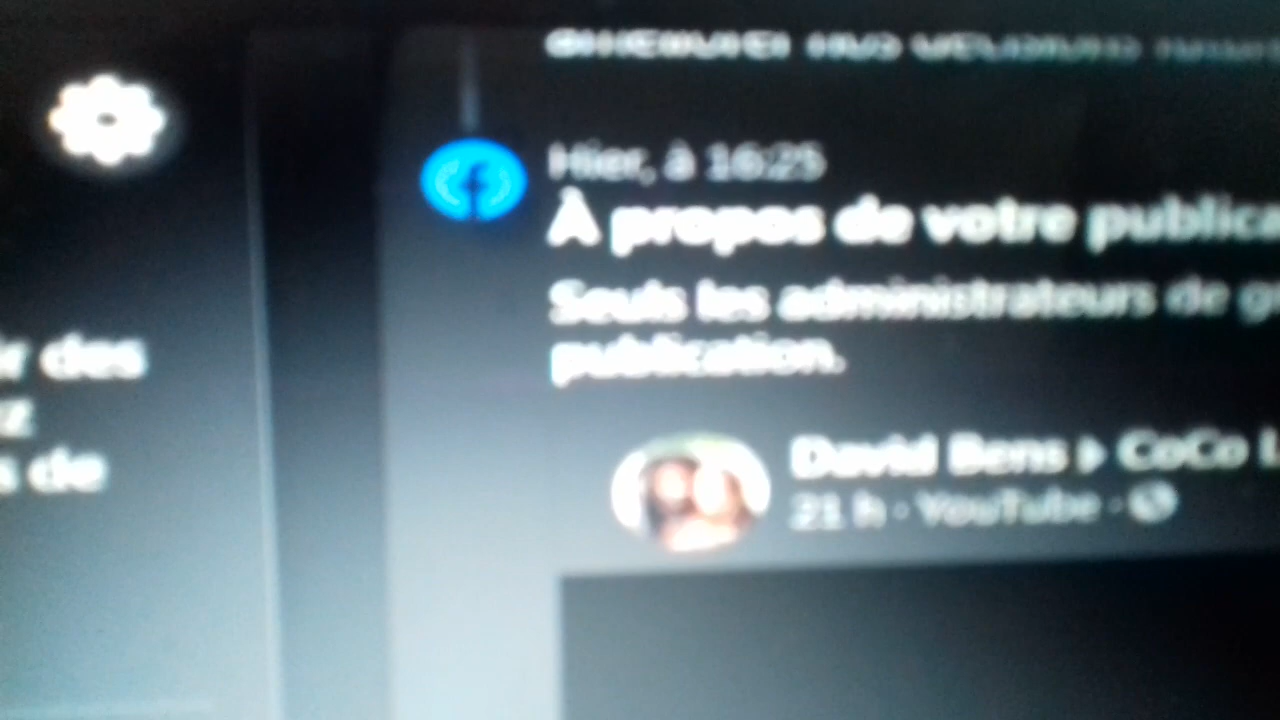 Hier, à 16:25
À propos de votre publica
Seuls les administrateurs de g
publication.
David Bens ▸ CoCo L
21 h · YouTube ·
r des
z
s de